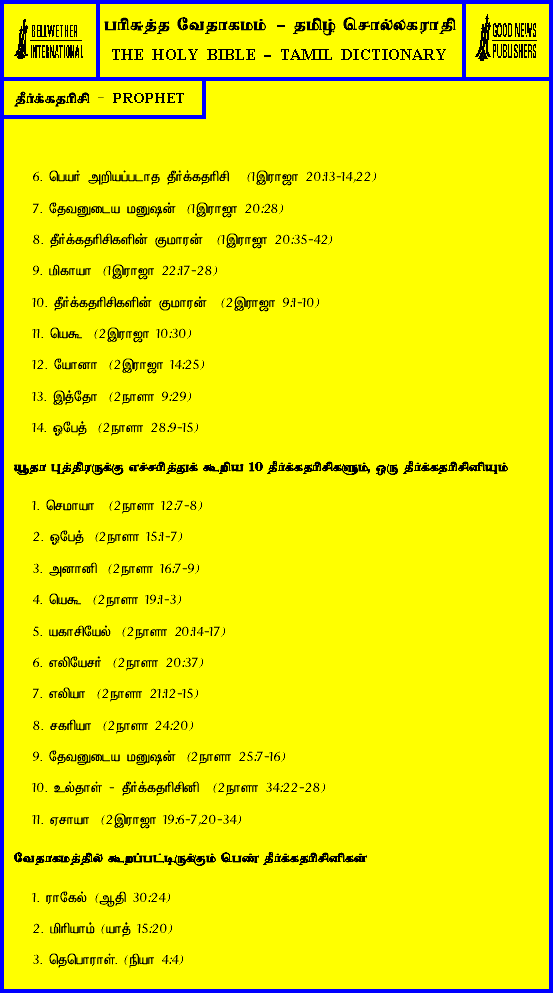 BELLWETHER
INTERNATIONAL
பரிசுத்த வேதாகமம் - தமிழ் சொல்லகராதி
THE HOLY BIBLE - TAMIL DICTIONARY
GOOD NEWS
PUBLISHERS
தீர்க்கதரிசி - PROPHET
6. பெயர் அறியப்படாத தீர்க்கதரிசி (1இராஜா 20:13-14,22)
7. தேவனுடைய மனுஷன் (1இராஜா 20:28)
8. தீர்க்கதரிசிகளின் குமாரன் (1இராஜா 20:35-42)
9. மிகாயா (1இராஜா 22:17-28)
10. தீர்க்கதரிசிகளின் குமாரன் (2இராஜா 9:1-10)
11. யெகூ (2இராஜா 10:30)
12. யோனா (2இராஜா 14:25)
13. இத்தோ (2நாளா 9:29)
14. ஓபேத் (2நாளா 28:9-15)
யூதா புத்திரருக்கு எச்சரித்துக் கூறிய 10 தீர்க்கதரிசிகளும், ஒரு தீர்க்கதரிசினியும்
1. செமாயா (2நாளா 12:7-8)
2. ஓபேத் (2நாளா 15:1-7)
3. அனானி (2நாளா 16:7-9)
4. யெகூ (2நாளா 19:1-3)
5. யகாசியேல் (2நாளா 20:14-17)
6. எலியேசர் (2நாளா 20:37)
7. எலியா (2நாளா 21:12-15)
8. சகரியா (2நாளா 24:20)
9. தேவனுடைய மனுஷன் (2நாளா 25:7-16)
10. உல்தாள் - தீர்க்கதரிசினி (2நாளா 34:22-28)
11. ஏசாயா (2இராஜா 19:6-7,20-34)
வேதாகமத்தில் கூறப்பட்டிருக்கும் பெண் தீர்க்கதரிசினிகள்
1. ராகேல் (ஆதி 30:24)
2. மிரியாம் (யாத் 15:20)
3. தெபொராள். (நியா 4:4)